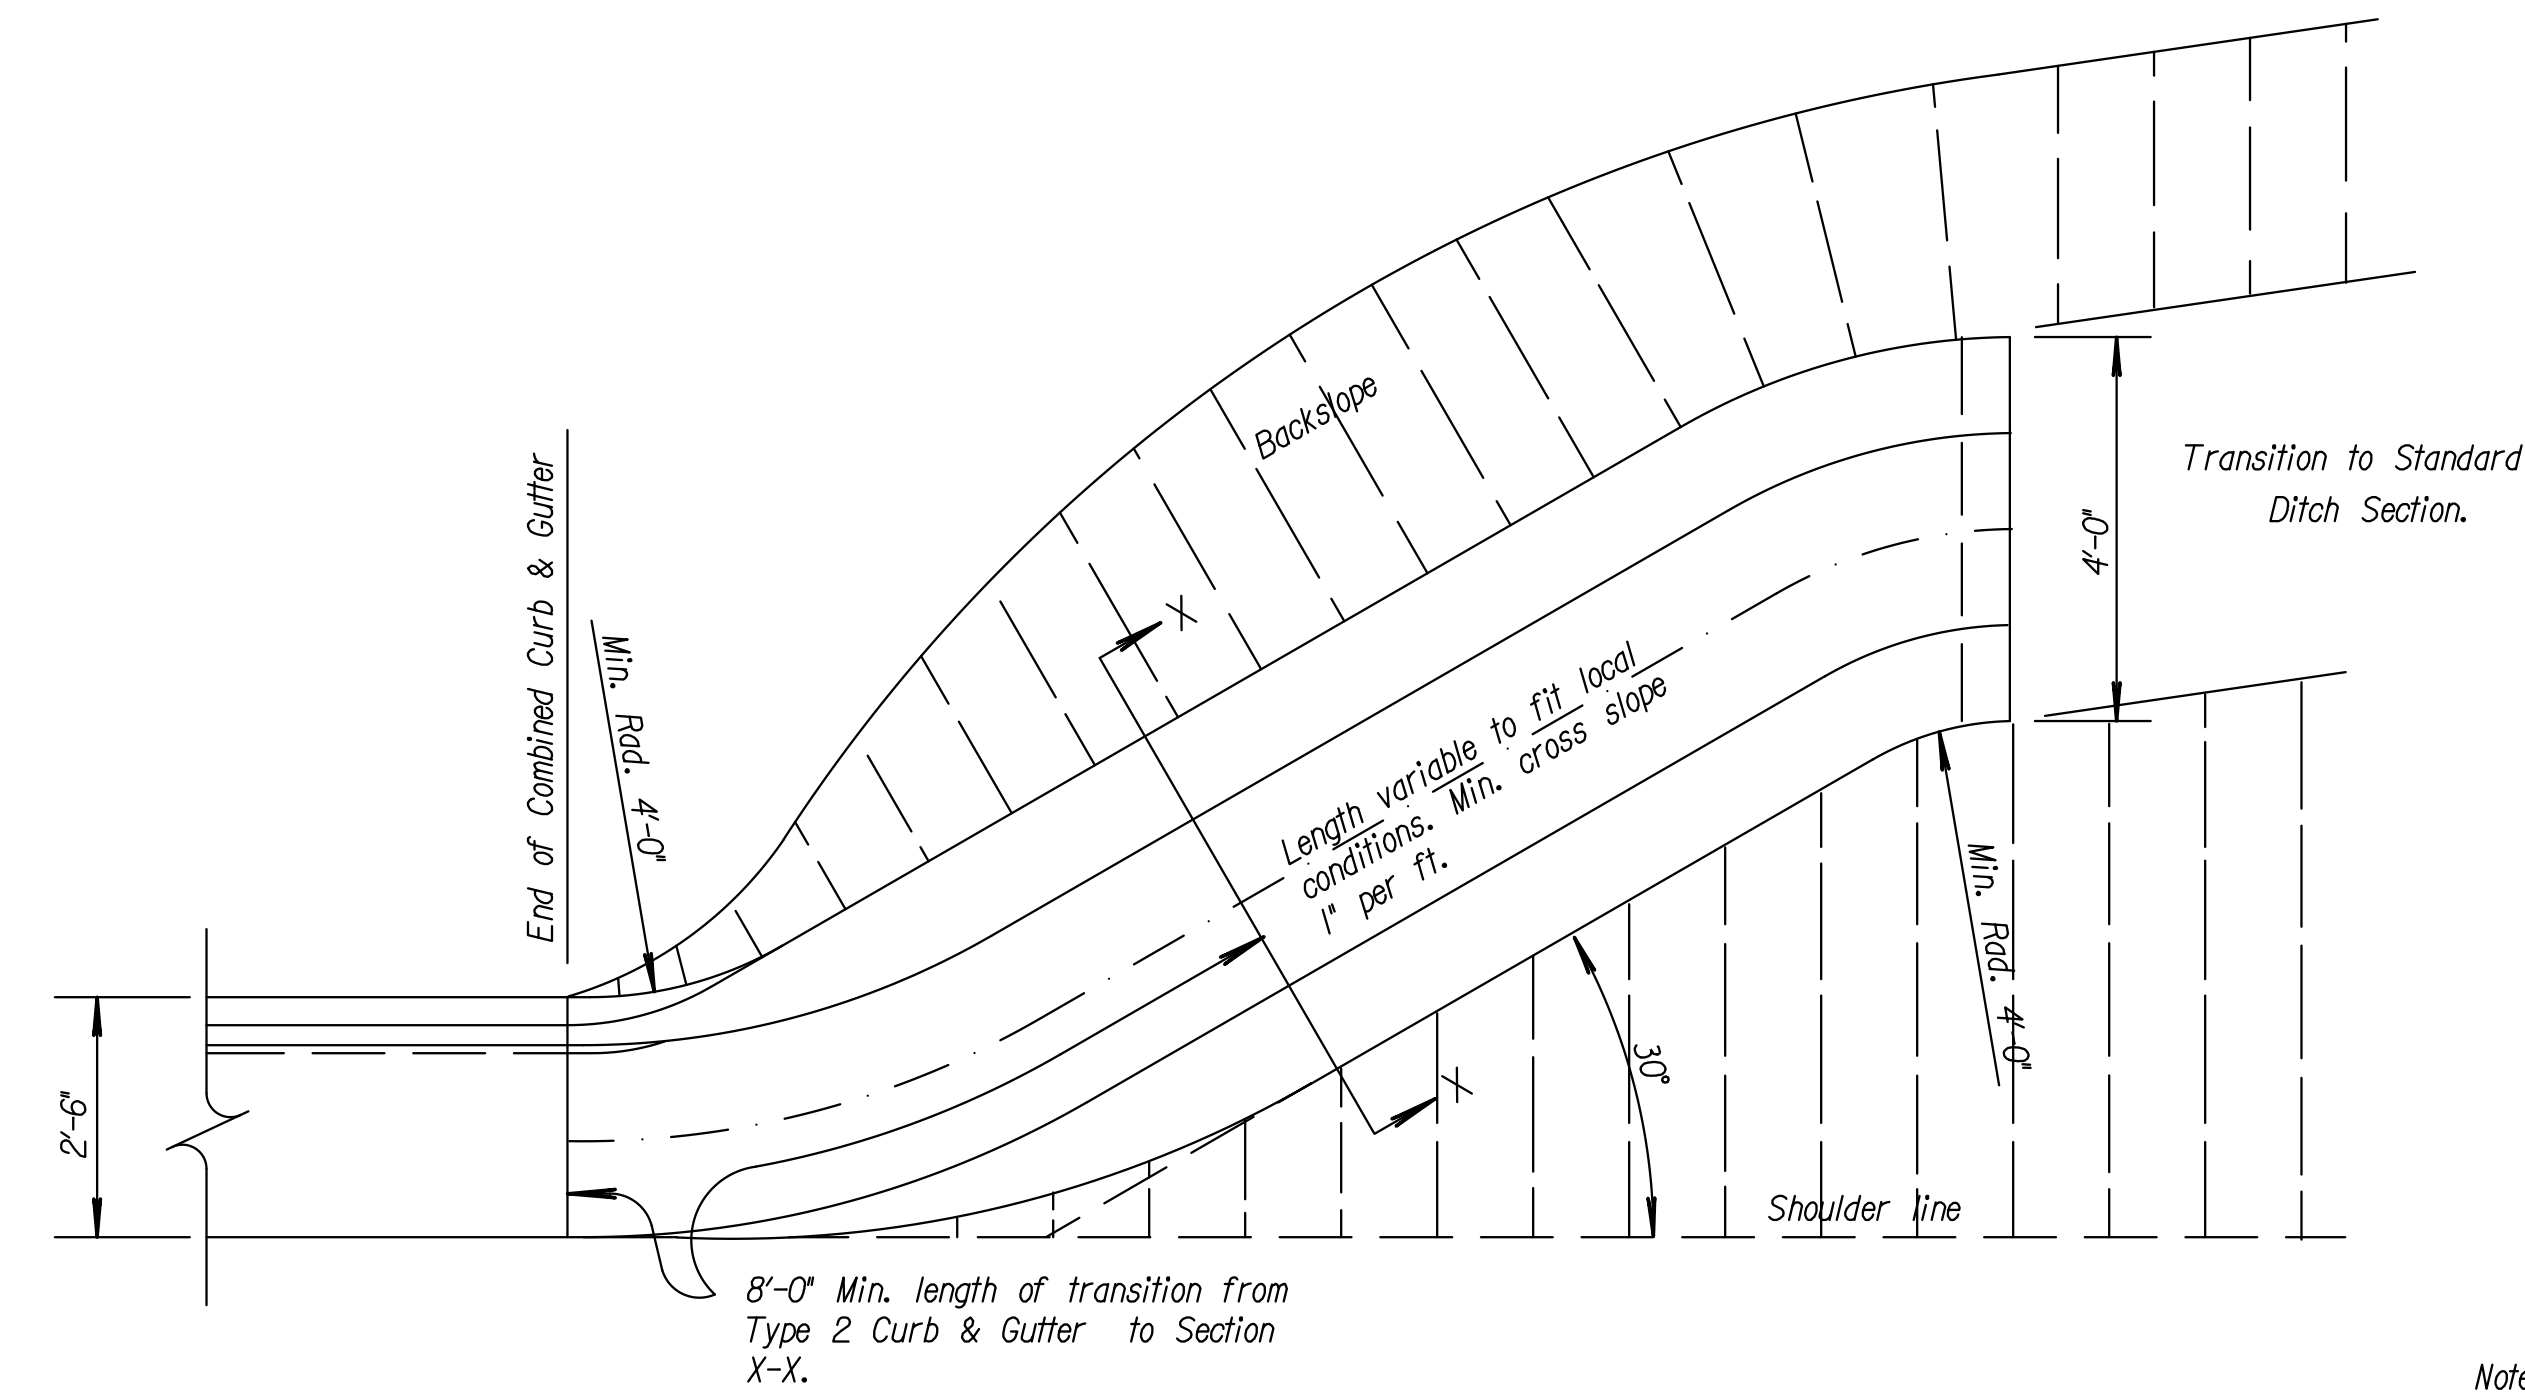 Backslope
Transition to Standard
Ditch Section.
4'-0"
End of Combined Curb & Gutter
Min. Rad. 4'-0"
X
Length variable to fit local
conditions. Min. cross slope
1" per ft.
Min. Rad. 4'-0"
30°
X
2'-6"
Shoulder line
8'-0" Min. length of transition from
Type 2 Curb & Gutter to Section
X-X.
Note